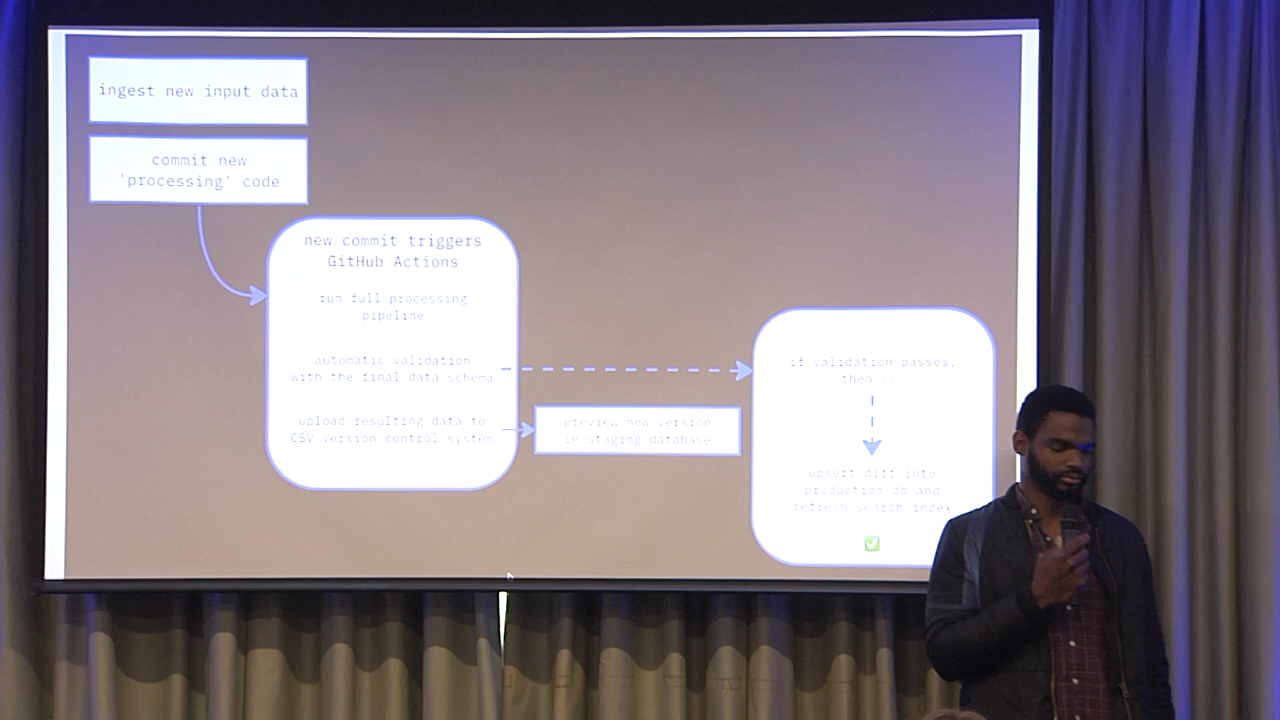 ingest new input data
commit new
'processing' code
new commit triggers
GitHub Actions
run full processing
pipeline
automatic validation
with the final data schema
upload resulting data to
CSV version control system
preview new version
in staging database
if validation passes,
then ...
upsert diff into
production db and
refresh search index